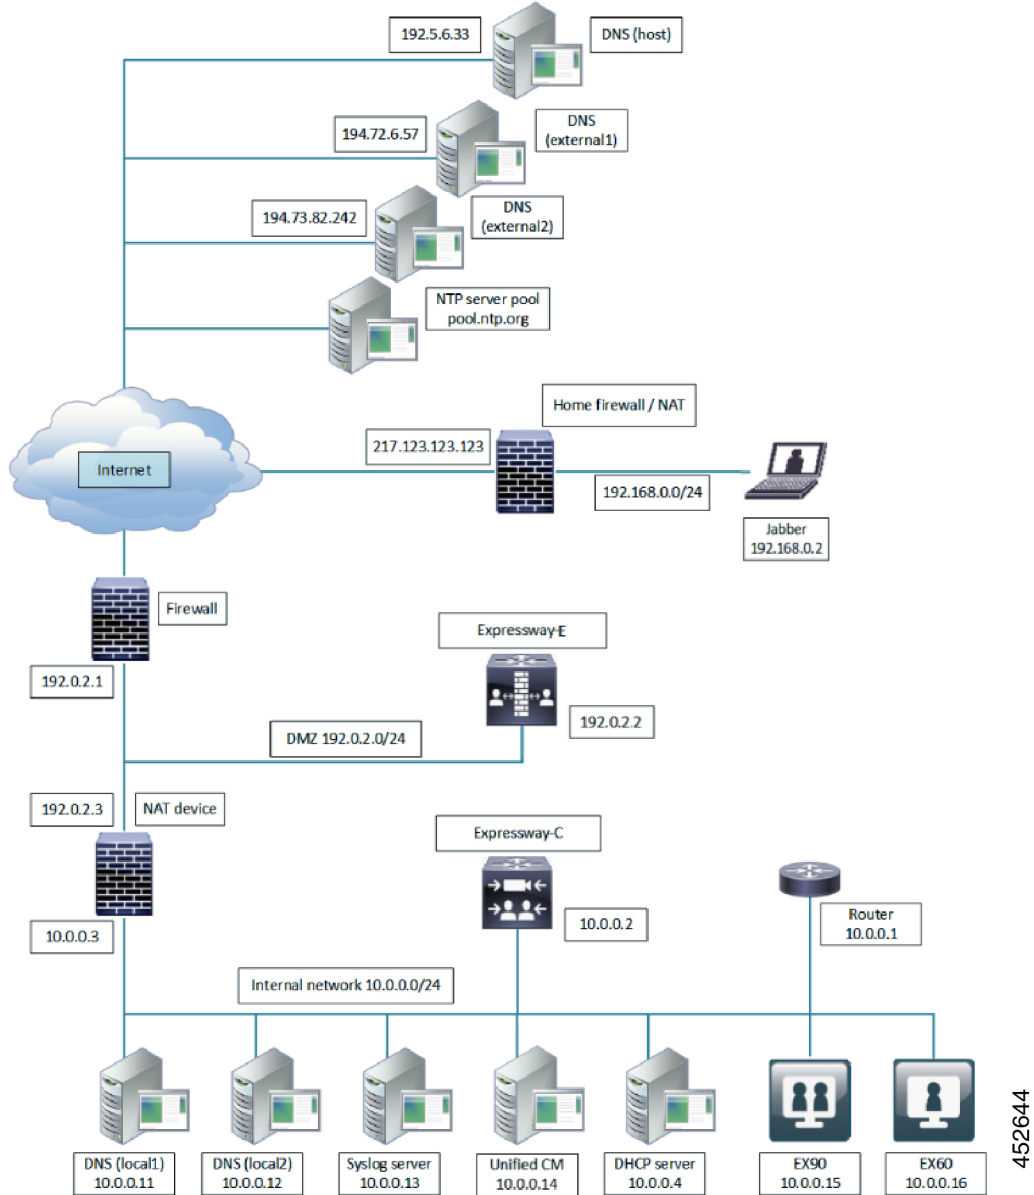 192.5.6.33
DNS (host)
194.72.6.57
DNS
(external1)
194.73.82.242
DNS
(external2)
NTP server pool
pool.ntp.org
Home firewall / NAT
217.123.123.123
Internet
192.168.0.0/24
Jabber
192.168.0.2
Firewall
Expressway-E
192.0.2.1
192.0.2.2
DMZ 192.0.2.0/24
192.0.2.3
NAT device
Expressway-C
10.0.0.3
10.0.0.2
Router
10.0.0.1
Internal network 10.0.0.0/24
DNS (local1)
10.0.0.11
DNS (local2)
10.0.0.12
Syslog server
10.0.0.13
Unified CM
10.0.0.14
DHCP server
10.0.0.4
EX90
10.0.0.15
EX60
10.0.0.16
452644